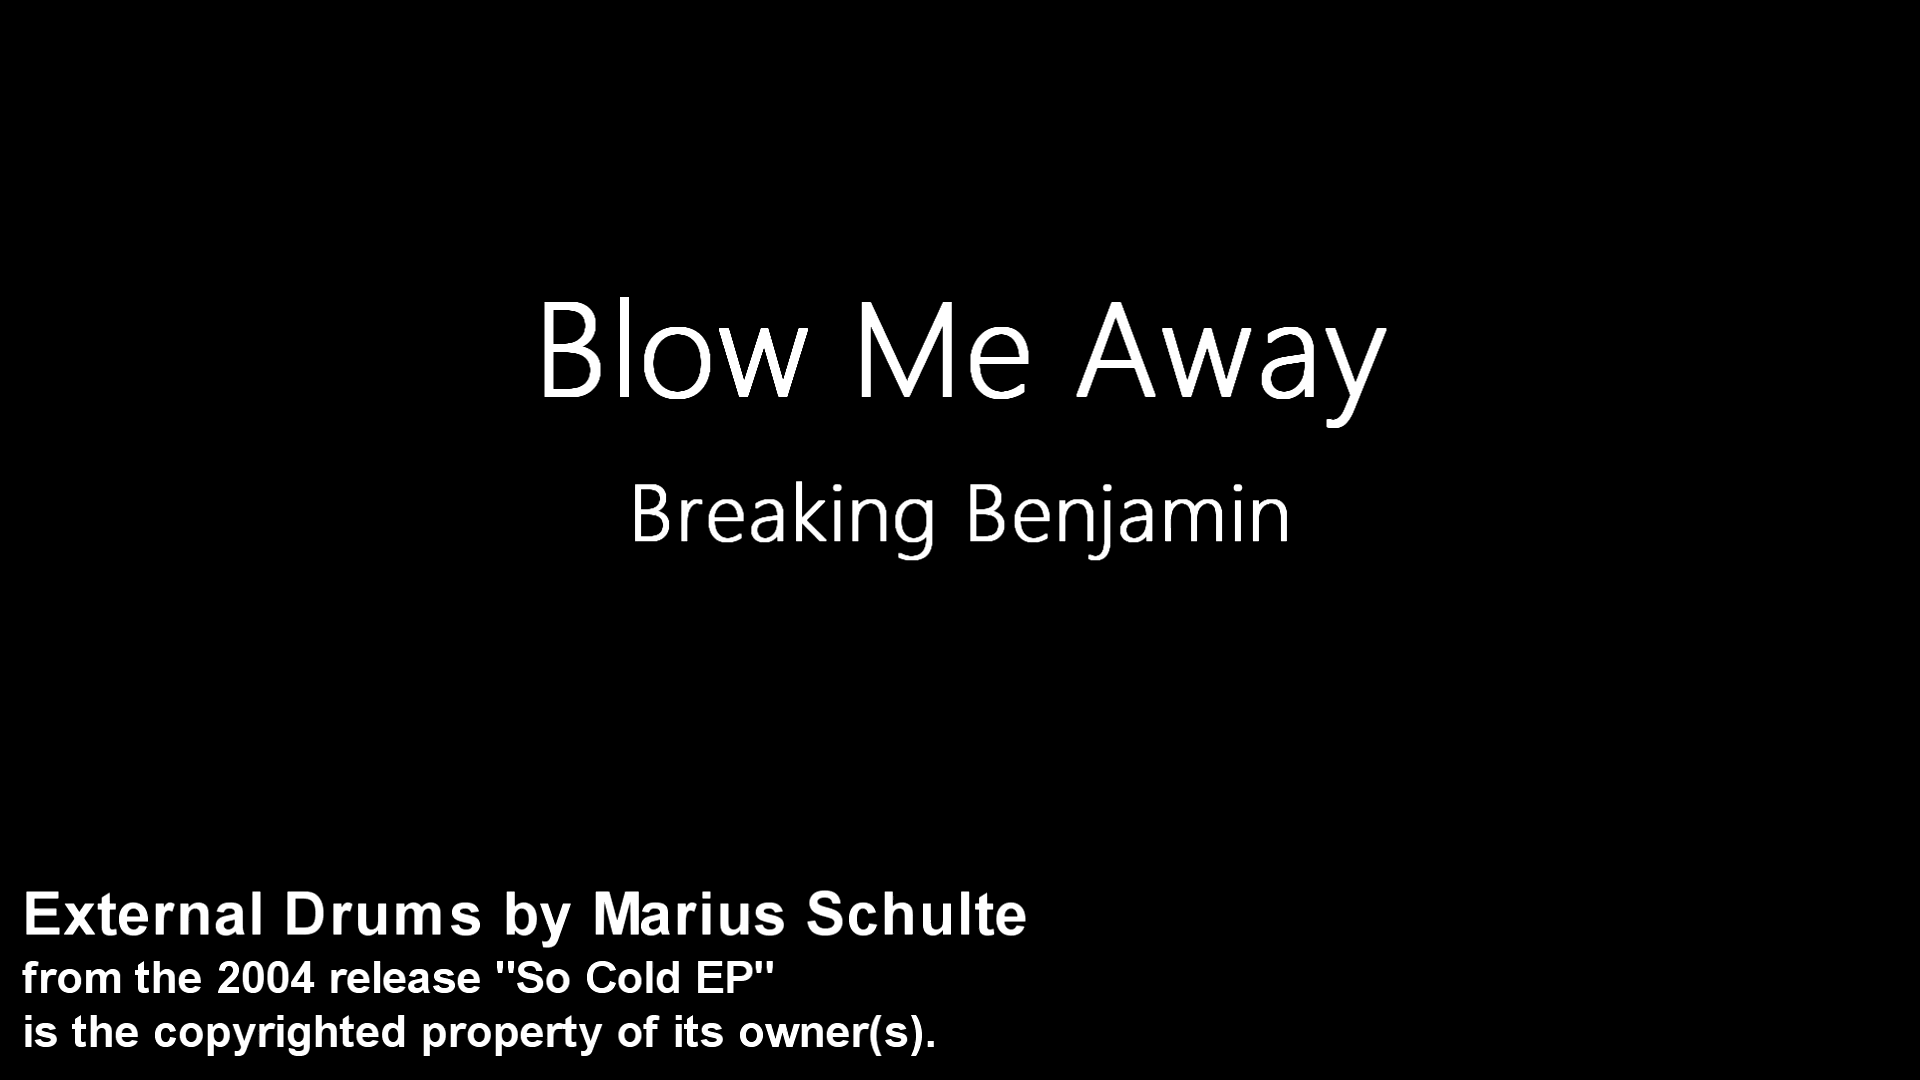 Blow Me Away
Breaking Benjamin
External Drums by Marius Schulte
from the 2004 release "So Cold EP"
is the copyrighted property of its owner(s).